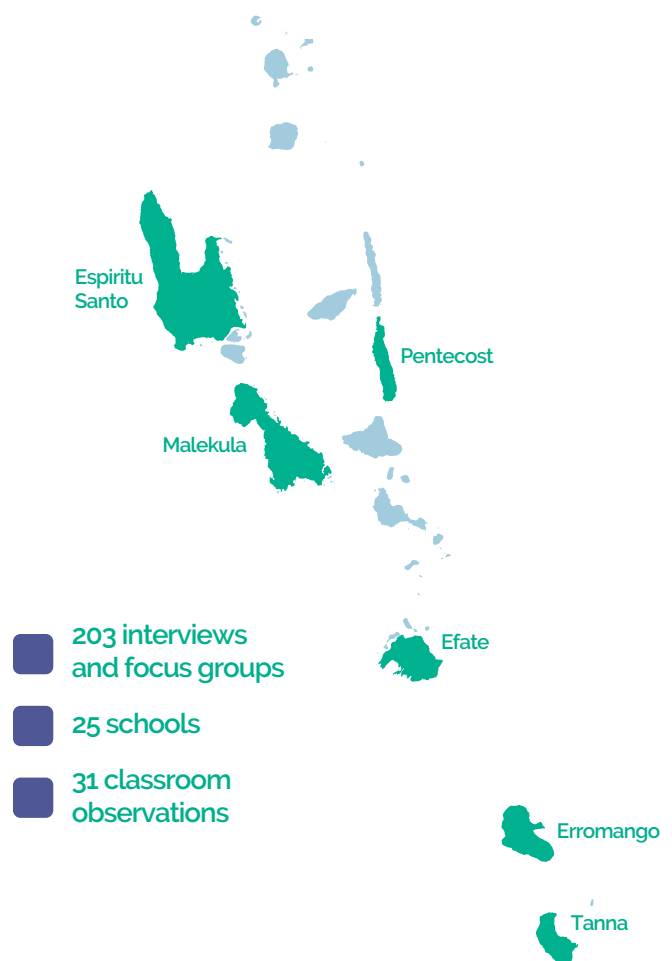 Espiritu
Santo
Pentecost
Malekula
203 interviews
and focus groups
Efate
25 schools
31 classroom
observations
Erromango
Tanna